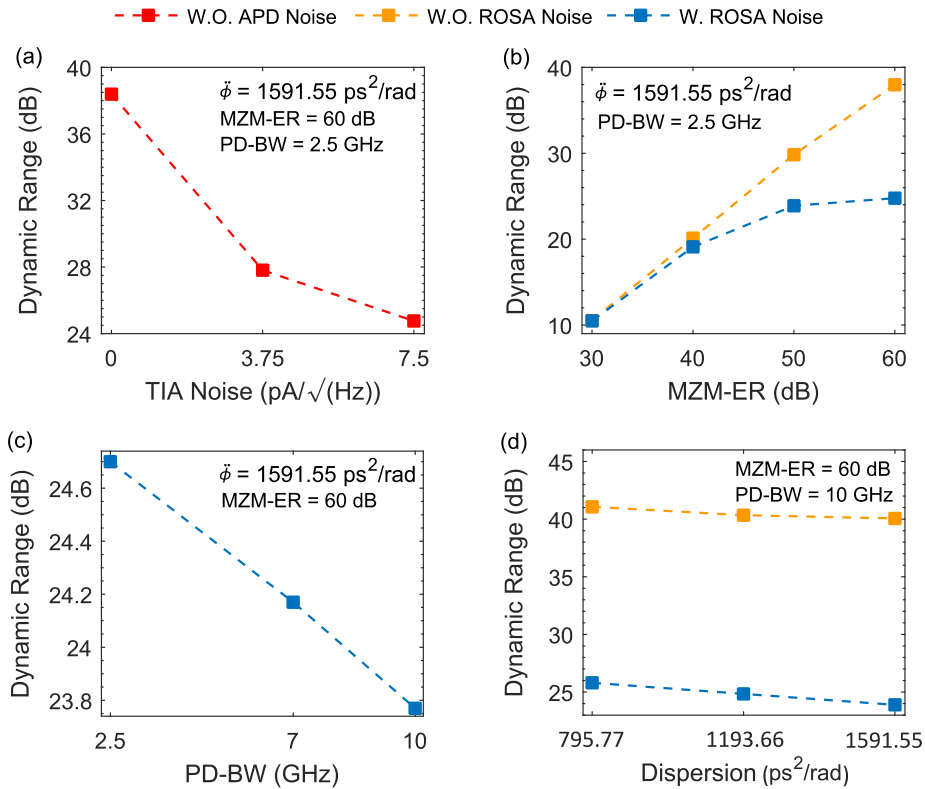 W.O. APD Noise W.O. ROSA Noise W. ROSA Noise
(a)
40
36
32
28
24
Dynamic Range (dB)
φ̈ = 1591.55 ps²/rad
MZM-ER = 60 dB
PD-BW = 2.5 GHz
0 3.75 7.5
TIA Noise (pA/√(Hz))
(b)
40
30
20
10
Dynamic Range (dB)
φ̈ = 1591.55 ps²/rad
PD-BW = 2.5 GHz
30 40 50 60
MZM-ER (dB)
(c)
24.6
24.4
24.2
24
23.8
Dynamic Range (dB)
φ̈ = 1591.55 ps²/rad
MZM-ER = 60 dB
2.5 7 10
PD-BW (GHz)
(d)
45
40
35
30
25
Dynamic Range (dB)
MZM-ER = 60 dB
PD-BW = 10 GHz
795.77 1193.66 1591.55
Dispersion (ps²/rad)